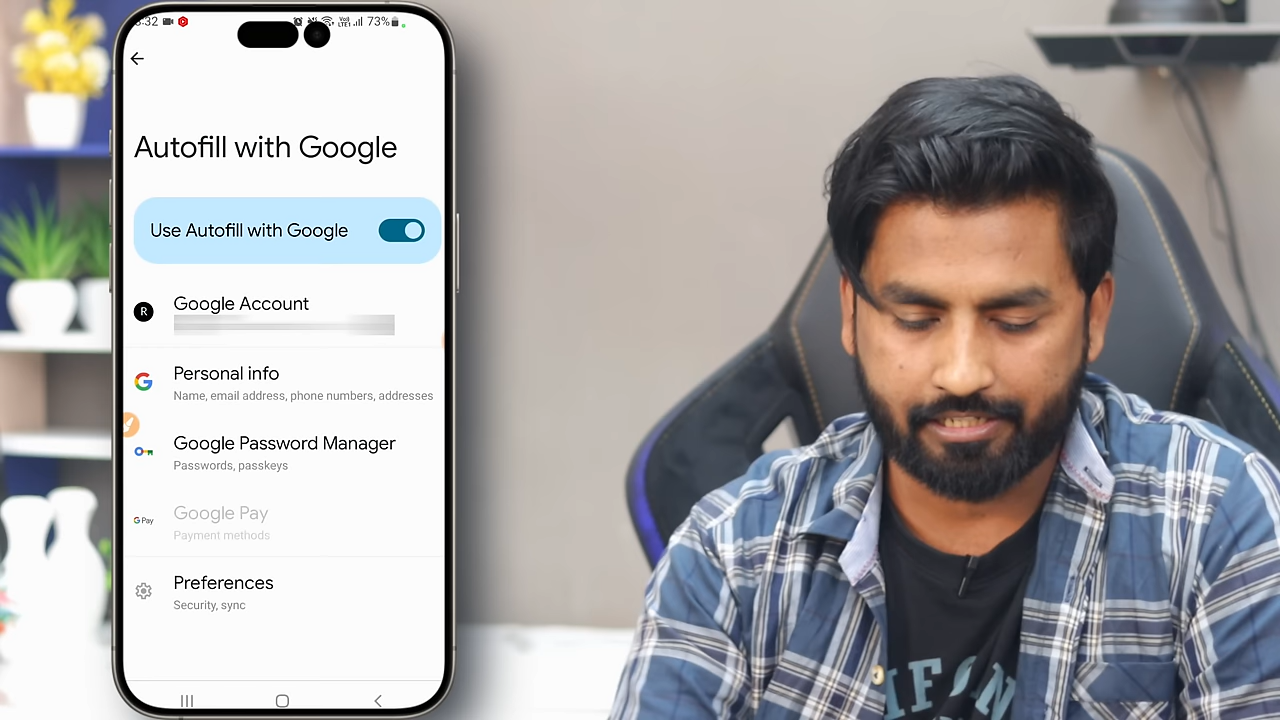 73%
Autofill with Google
Use Autofill with Google
R
Google Account
Personal info
Name, email address, phone numbers, addresses
Google Password Manager
Passwords, passkeys
G Pay
Google Pay
Payment methods
Preferences
Security, sync